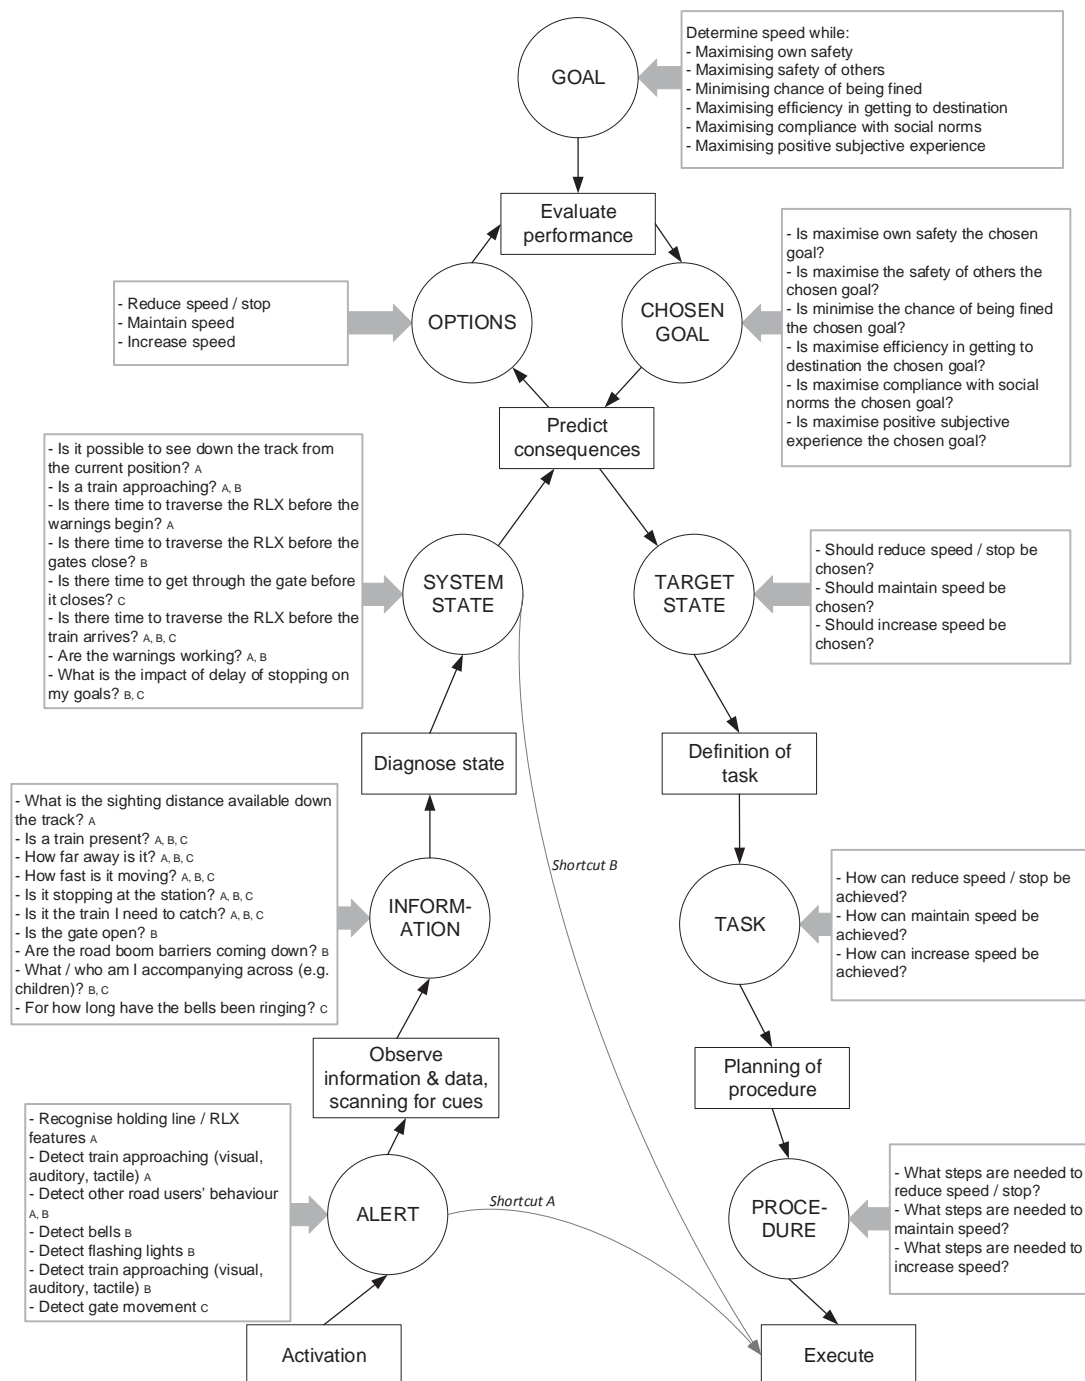 GOAL
Determine speed while:
- Maximising own safety
- Maximising safety of others
- Minimising chance of being fined
- Maximising efficiency in getting to destination
- Maximising compliance with social norms
- Maximising positive subjective experience
Evaluate
performance
- Reduce speed / stop
- Maintain speed
- Increase speed
OPTIONS
CHOSEN
GOAL
- Is maximise own safety the chosen
goal?
- Is maximise the safety of others the
chosen goal?
- Is minimise the chance of being fined
the chosen goal?
- Is maximise efficiency in getting to
destination the chosen goal?
- Is maximise compliance with social
norms the chosen goal?
- Is maximise positive subjective
experience the chosen goal?
Predict
consequences
- Is it possible to see down the track from
the current position? A
- Is a train approaching? A, B
- Is there time to traverse the RLX before the
warnings begin? A
- Is there time to traverse the RLX before the
gates close? B
- Is there time to get through the gate before
it closes? C
- Is there time to traverse the RLX before the
train arrives? A, B, C
- Are the warnings working? A, B
- What is the impact of delay of stopping on
my goals? B, C
SYSTEM
STATE
TARGET
STATE
- Should reduce speed / stop be
chosen?
- Should maintain speed be
chosen?
- Should increase speed be
chosen?
Diagnose state
Definition of
task
- What is the sighting distance available down
the track? A
- Is a train present? A, B, C
- How far away is it? A, B, C
- How fast is it moving? A, B, C
- Is it stopping at the station? A, B, C
- Is it the train I need to catch? A, B, C
- Is the gate open? B
- Are the road boom barriers coming down? B
- What / who am I accompanying across (e.g.
children)? B, C
- For how long have the bells been ringing? C
INFORM-
ATION
Shortcut B
TASK
- How can reduce speed / stop be
achieved?
- How can maintain speed be
achieved?
- How can increase speed be
achieved?
Observe
information & data,
scanning for cues
Planning of
procedure
- Recognise holding line / RLX
features A
- Detect train approaching (visual,
auditory, tactile) A
- Detect other road users' behaviour
A, B
- Detect bells B
- Detect flashing lights B
- Detect train approaching (visual,
auditory, tactile) B
- Detect gate movement C
ALERT
Shortcut A
PROCE-
DURE
- What steps are needed to
reduce speed / stop?
- What steps are needed to
maintain speed?
- What steps are needed to
increase speed?
Activation
Execute